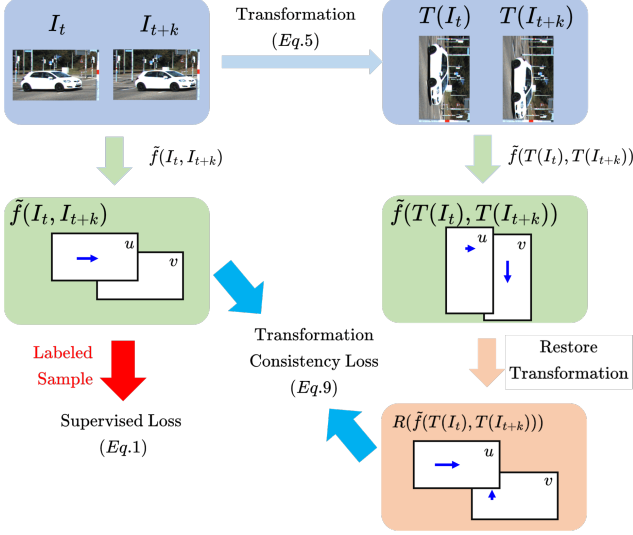 I_t
I_{t+k}
Transformation
(Eq.5)
T(I_t)
T(I_{t+k})
f̃(I_t, I_{t+k})
f̃(T(I_t), T(I_{t+k}))
f̃(I_t, I_{t+k})
u
v
f̃(T(I_t), T(I_{t+k}))
u
v
Labeled
Sample
Transformation
Consistency Loss
(Eq.9)
Restore
Transformation
Supervised Loss
(Eq.1)
R(f̃(T(I_t), T(I_{t+k})))
u
v